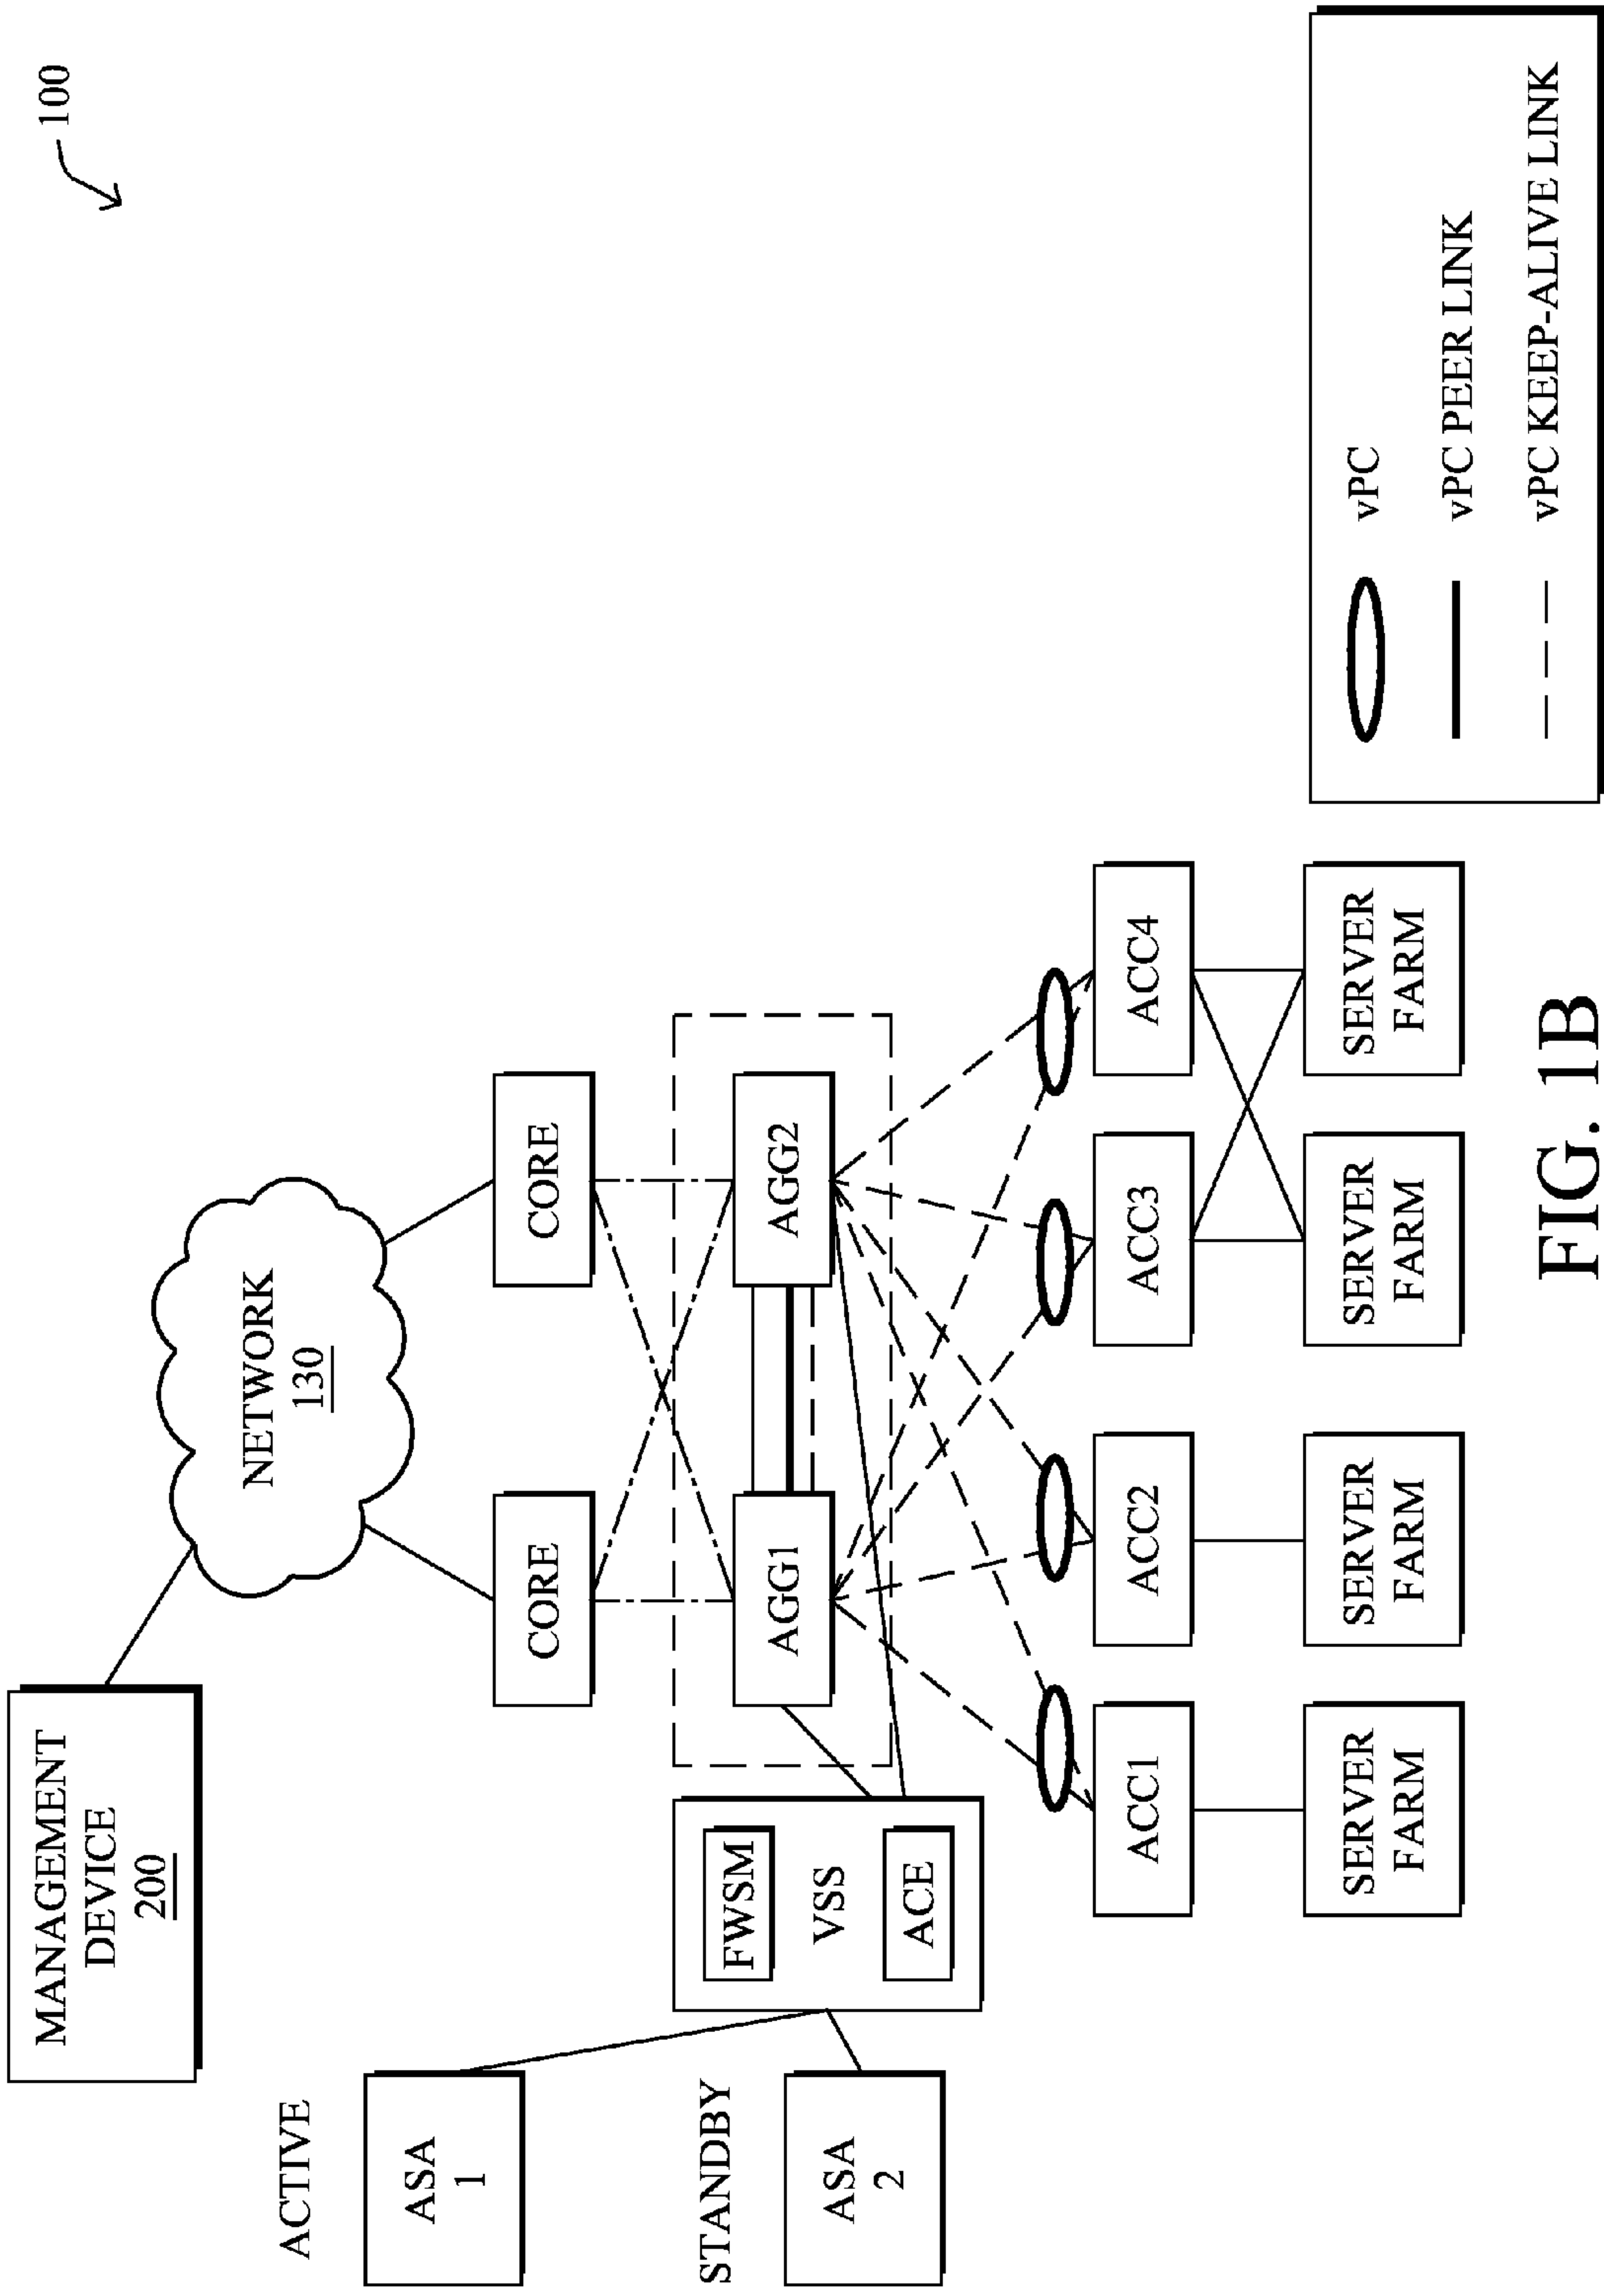 100
MANAGEMENT
DEVICE
200
NETWORK
130
ACTIVE
ASA
1
CORE
CORE
STANDBY
ASA
2
FWSM
VSS
ACE
AGG1
AGG2
ACC1
ACC2
ACC3
ACC4
SERVER
FARM
SERVER
FARM
SERVER
FARM
SERVER
FARM
vPC
vPC PEER LINK
vPC KEEP-ALIVE LINK
FIG. 1B